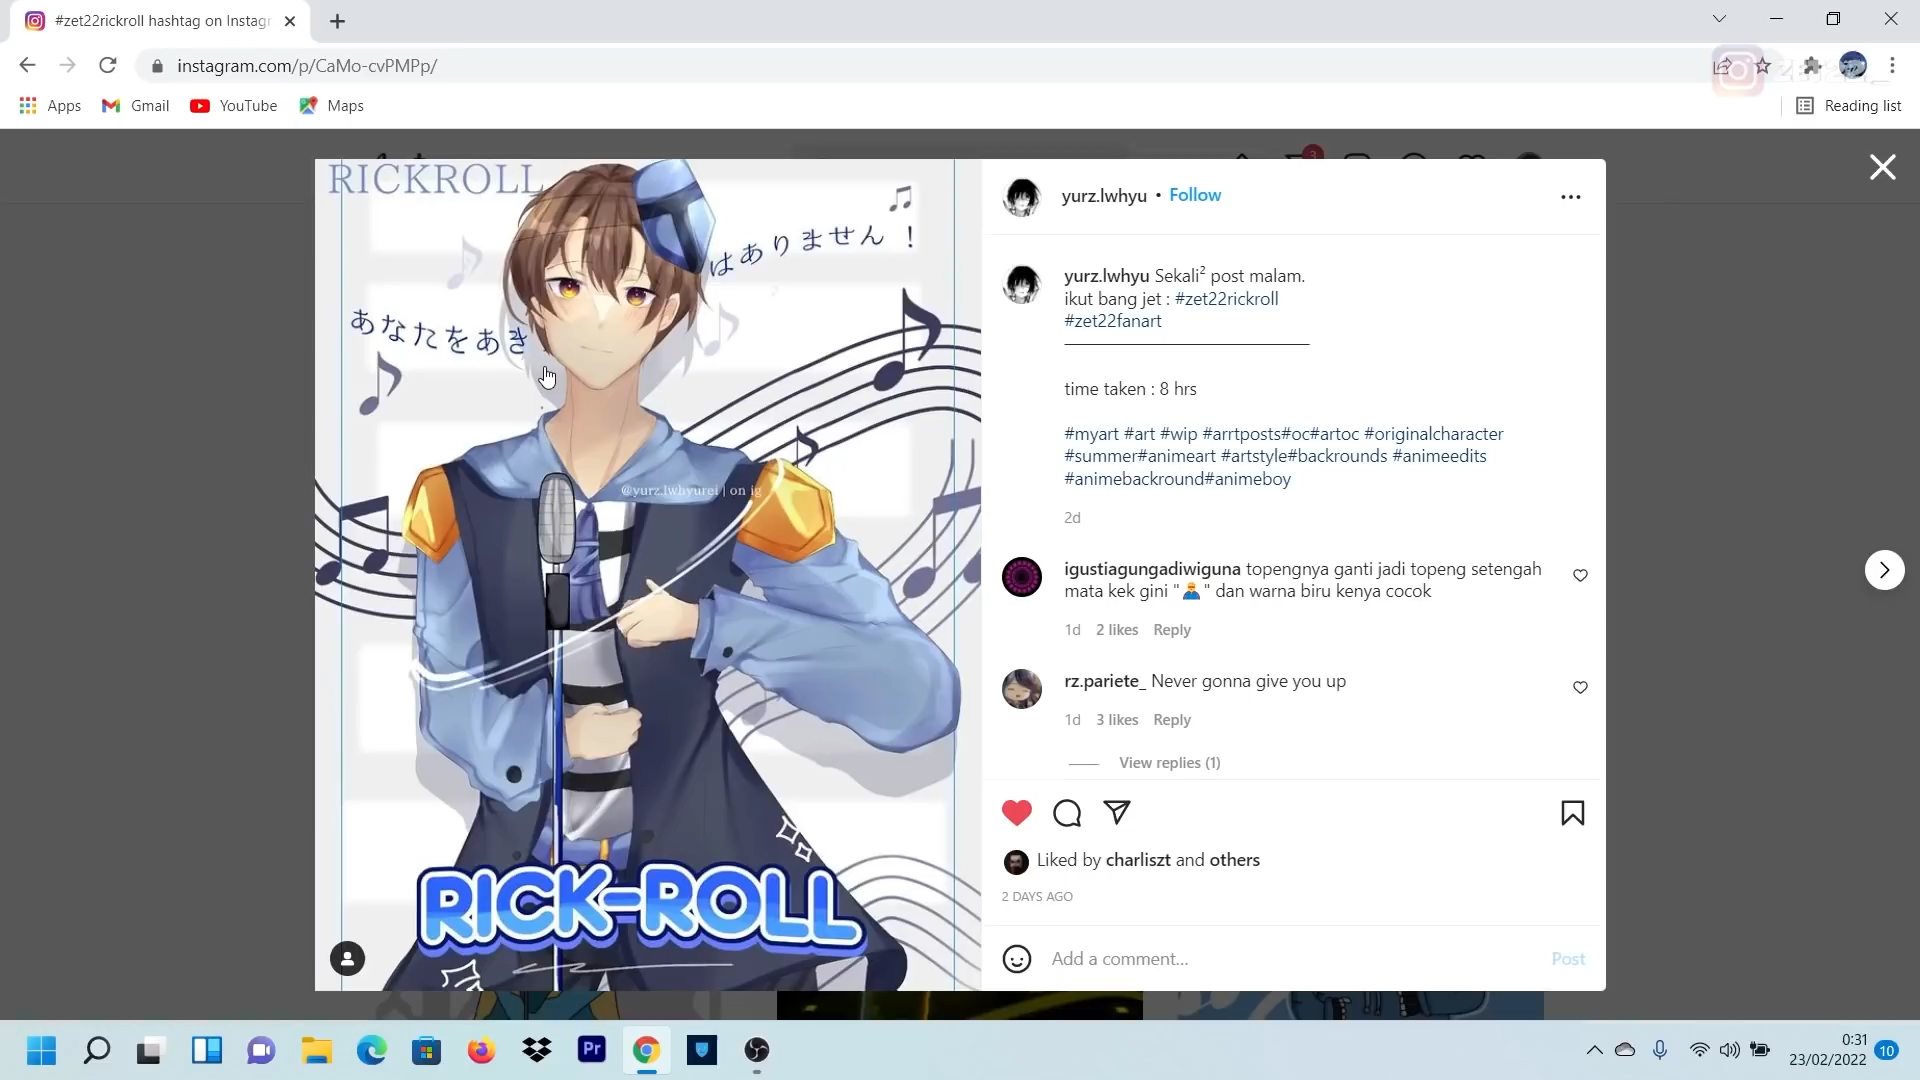 #zet22rickroll hashtag on Instagr
instagram.com/p/CaMo-cvPMPp/
Apps
Gmail
YouTube
Maps
Reading list
RICKROLL
はありません！
あなたをあき
@yurz.lwhyurei | on ig
RICK-ROLL
yurz.lwhyu • Follow
yurz.lwhyu Sekali² post malam.
ikut bang jet : #zet22rickroll
#zet22fanart
time taken : 8 hrs
#myart #art #wip #arrtposts#oc#artoc #originalcharacter
#summer#animeart #artstyle#backrounds #animeedits
#animebackround#animeboy
2d
igustiagungadiwiguna topengnya ganti jadi topeng setengah
mata kek gini " " dan warna biru kenya cocok
1d 2 likes Reply
rz.pariete_ Never gonna give you up
1d 3 likes Reply
View replies (1)
Liked by charliszt and others
2 DAYS AGO
Add a comment...
Post
Pr
0:31
23/02/2022
10
3